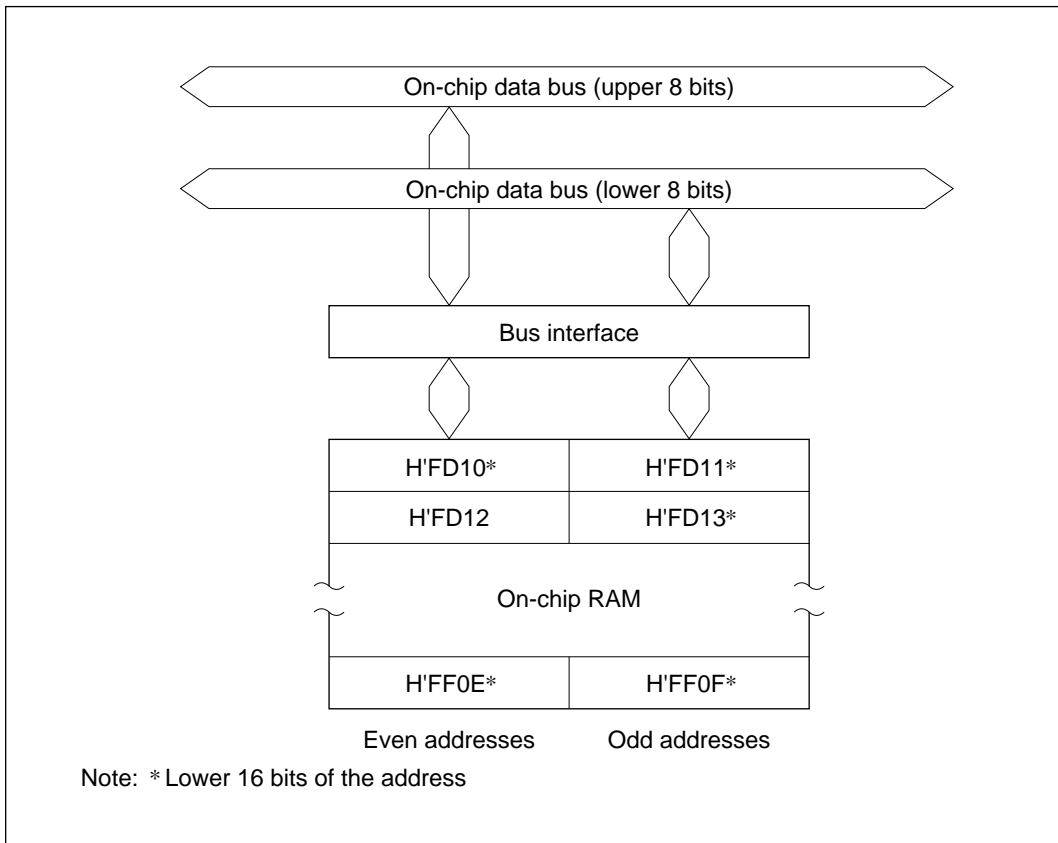 On-chip data bus (upper 8 bits)
On-chip data bus (lower 8 bits)
Bus interface
H'FD10* H'FD11*
H'FD12 H'FD13*
On-chip RAM
H'FF0E* H'FF0F*
Even addresses Odd addresses
Note: * Lower 16 bits of the address